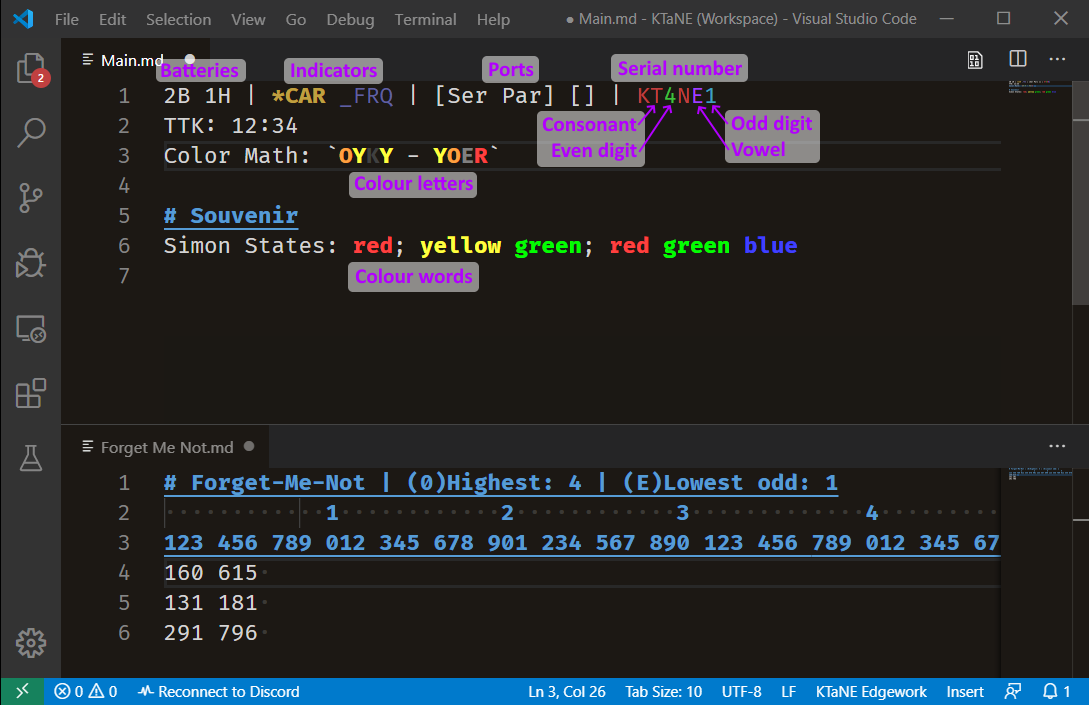 File Edit Selection View Go Debug Terminal Help ● Main.md - KTaNE (Workspace) - Visual Studio Code
2
Main.md
Batteries Indicators Ports Serial number
1 2B 1H | *CAR _FRQ | [Ser Par] [] | KT4NE1
Consonant Odd digit
2 TTK: 12:34
Even digit Vowel
3 Color Math: `OYKY - YOER`
Colour letters
4
5 # Souvenir
6 Simon States: red; yellow green; red green blue
Colour words
7
Forget Me Not.md
1 # Forget-Me-Not | (0)Highest: 4 | (E)Lowest odd: 1
2 1 2 3 4
3 123 456 789 012 345 678 901 234 567 890 123 456 789 012 345 67
4 160 615
5 131 181
6 291 796
0 0 Reconnect to Discord Ln 3, Col 26 Tab Size: 10 UTF-8 LF KTaNE Edgework Insert 1